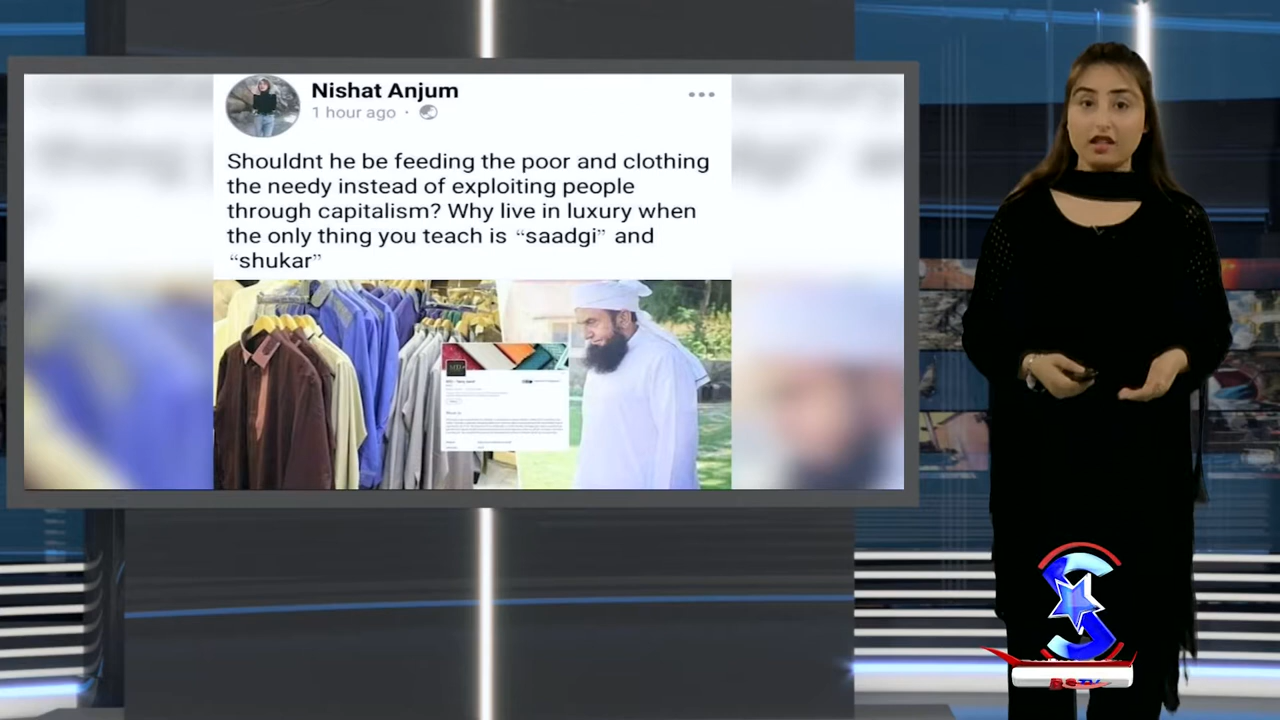 Nishat Anjum
1 hour ago ·
Shouldnt he be feeding the poor and clothing
the needy instead of exploiting people
through capitalism? Why live in luxury when
the only thing you teach is “saadgi” and
“shukar”